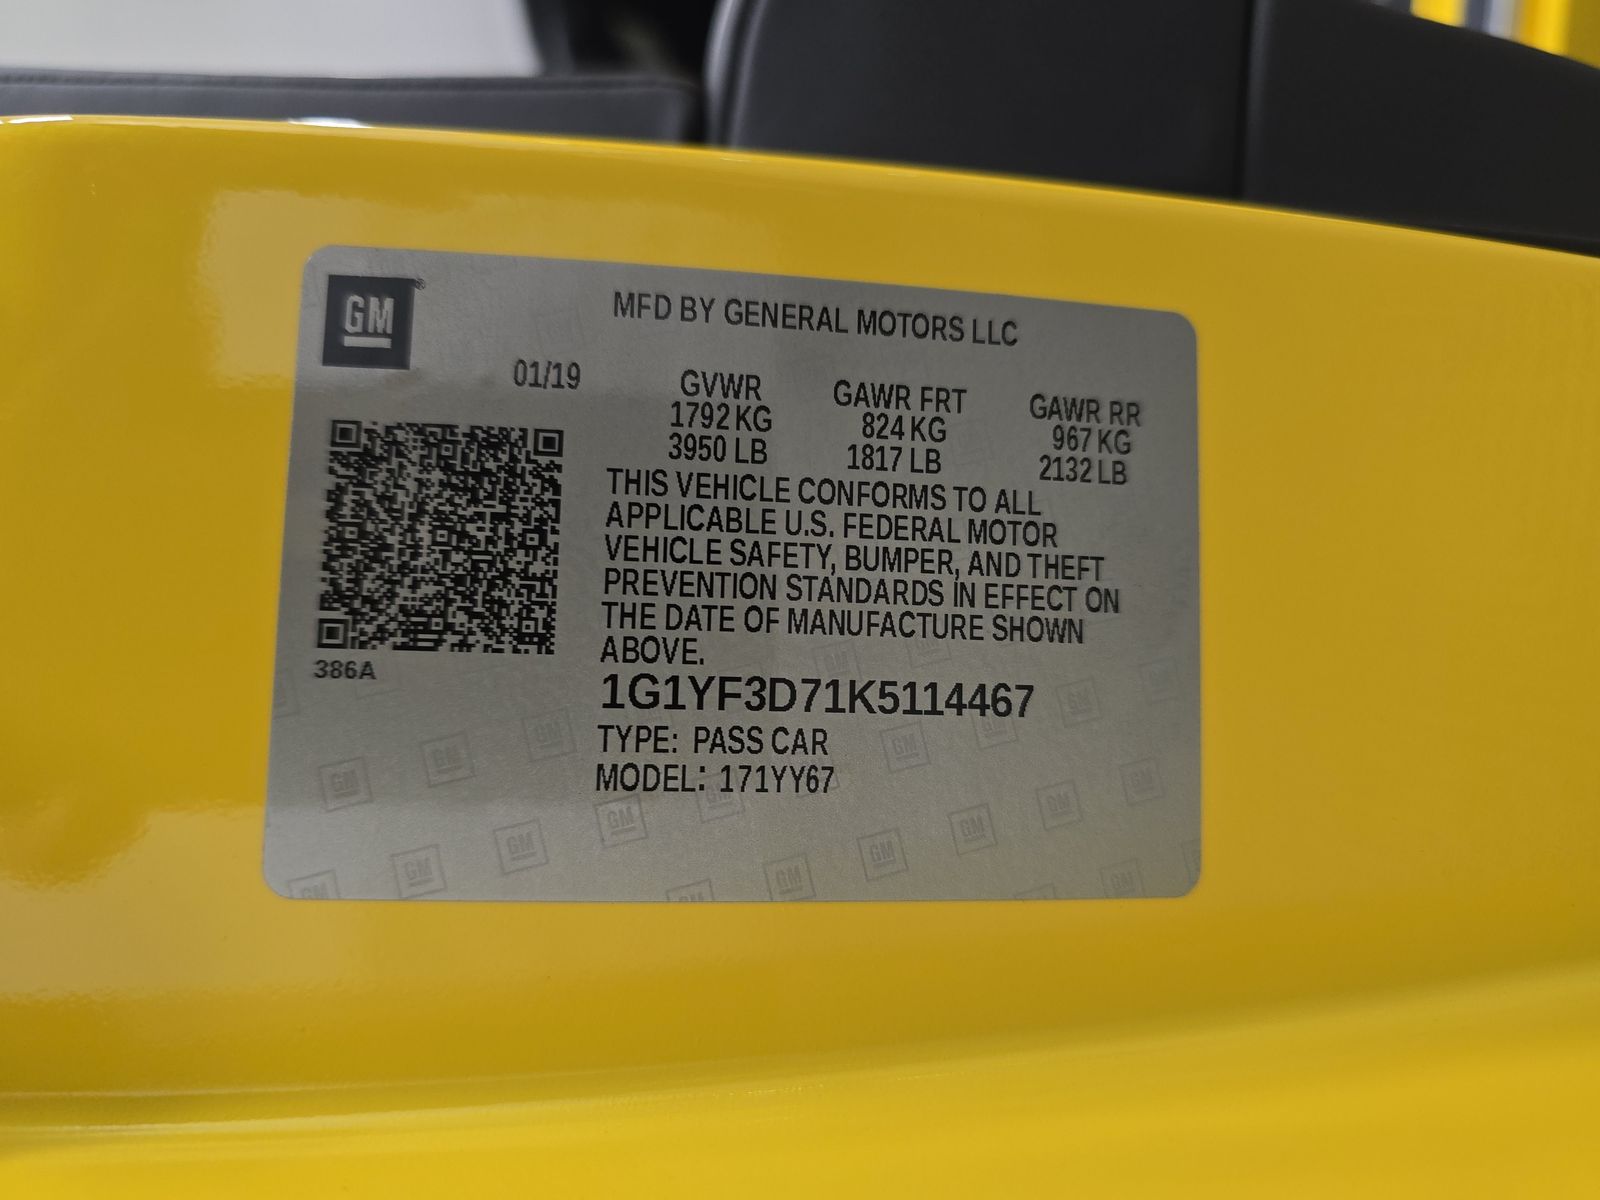 GM
MFD BY GENERAL MOTORS LLC
01/19
GVWR GAWR FRT GAWR RR
1792 KG 824 KG 967 KG
3950 LB 1817 LB 2132 LB
THIS VEHICLE CONFORMS TO ALL
APPLICABLE U.S. FEDERAL MOTOR
VEHICLE SAFETY, BUMPER, AND THEFT
PREVENTION STANDARDS IN EFFECT ON
THE DATE OF MANUFACTURE SHOWN
ABOVE.
386A
1G1YF3D71K5114467
TYPE: PASS CAR
MODEL: 171YY67